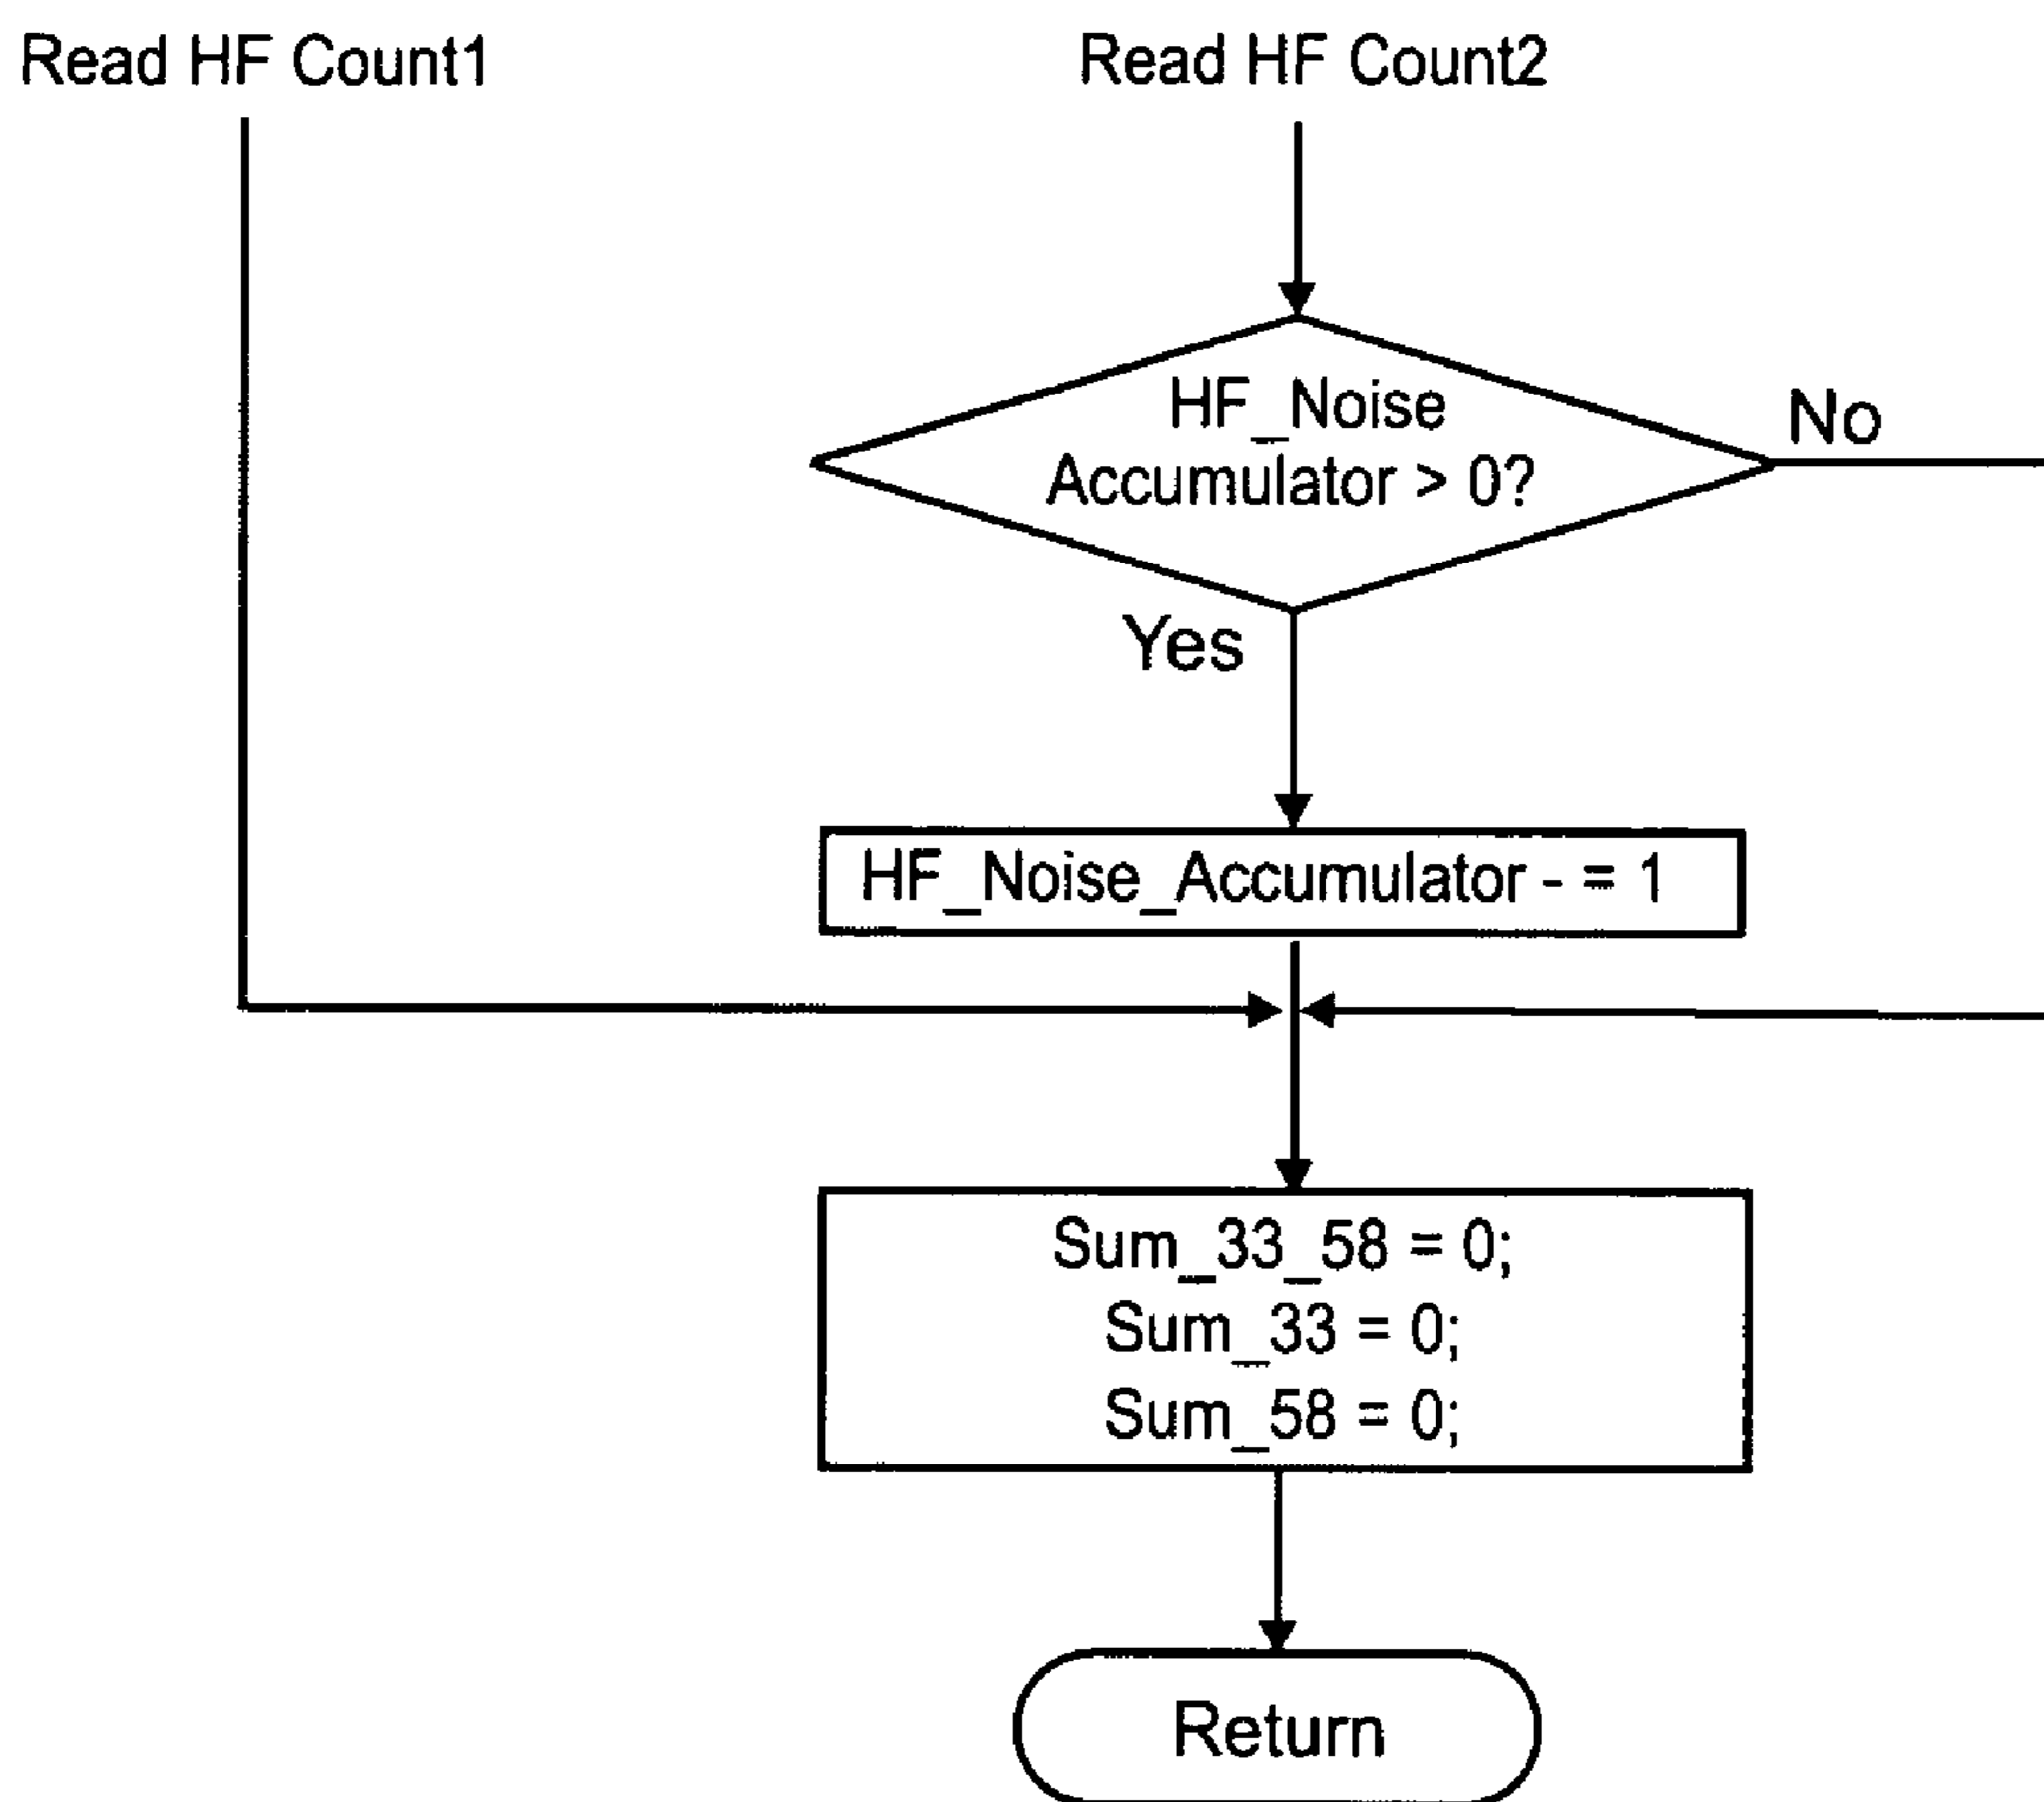 Read HF Count1
Read HF Count2
HF_Noise
Accumulator > 0?
No
Yes
HF_Noise_Accumulator - = 1
Sum_33_58 = 0;
Sum_33 = 0;
Sum_58 = 0;
Return